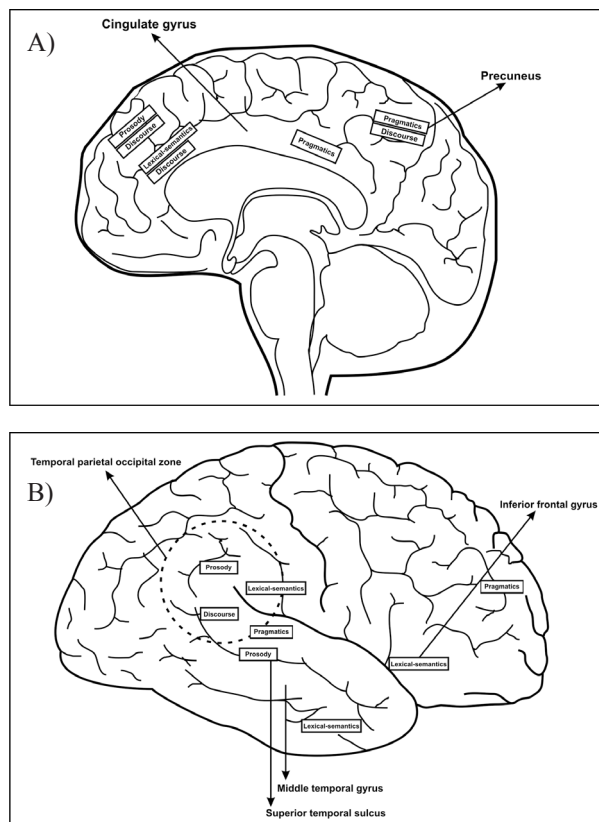 A)
Cingulate gyrus
Precuneus
Prosody
Discourse
Lexical-semantics
Discourse
Pragmatics
Pragmatics
Discourse
B)
Temporal parietal occipital zone
Inferior frontal gyrus
Prosody
Lexical-semantics
Pragmatics
Discourse
Pragmatics
Prosody
Lexical-semantics
Lexical-semantics
Middle temporal gyrus
Superior temporal sulcus